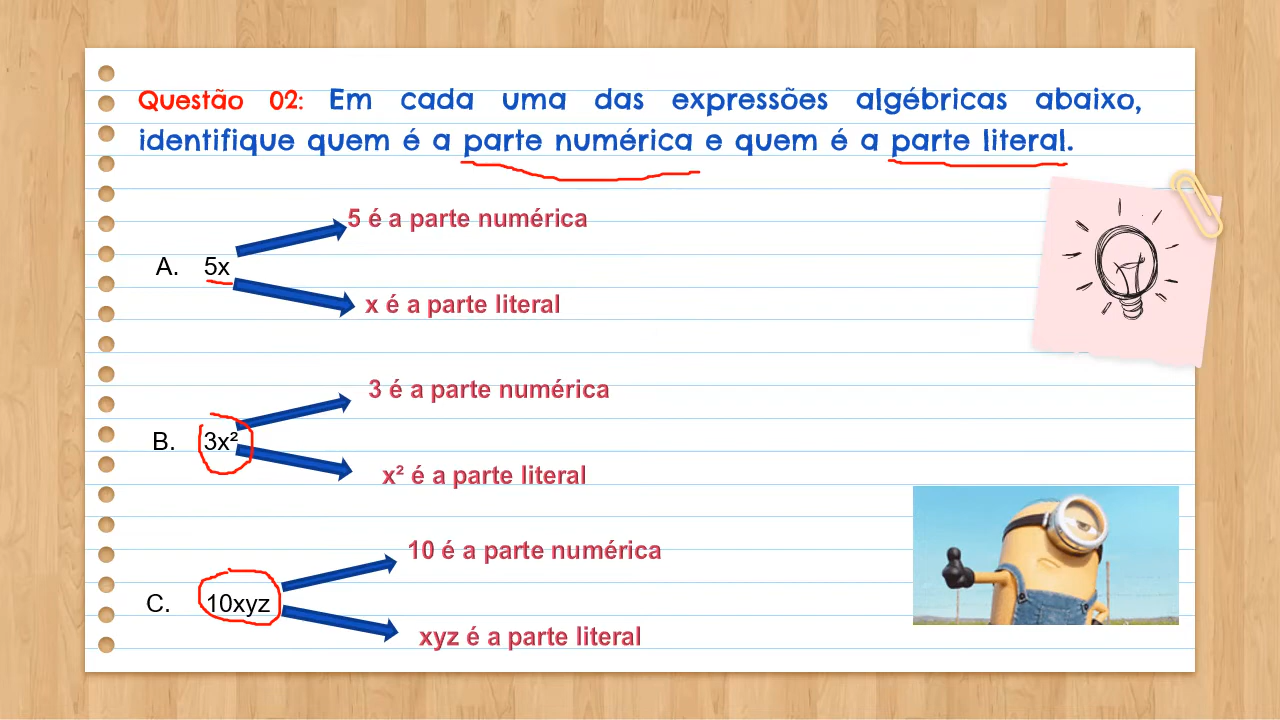 Questão 02: Em cada uma das expressões algébricas abaixo,
identifique quem é a parte numérica e quem é a parte literal.
5 é a parte numérica
A. 5x
x é a parte literal
3 é a parte numérica
B. 3x²
x² é a parte literal
10 é a parte numérica
C. 10xyz
xyz é a parte literal